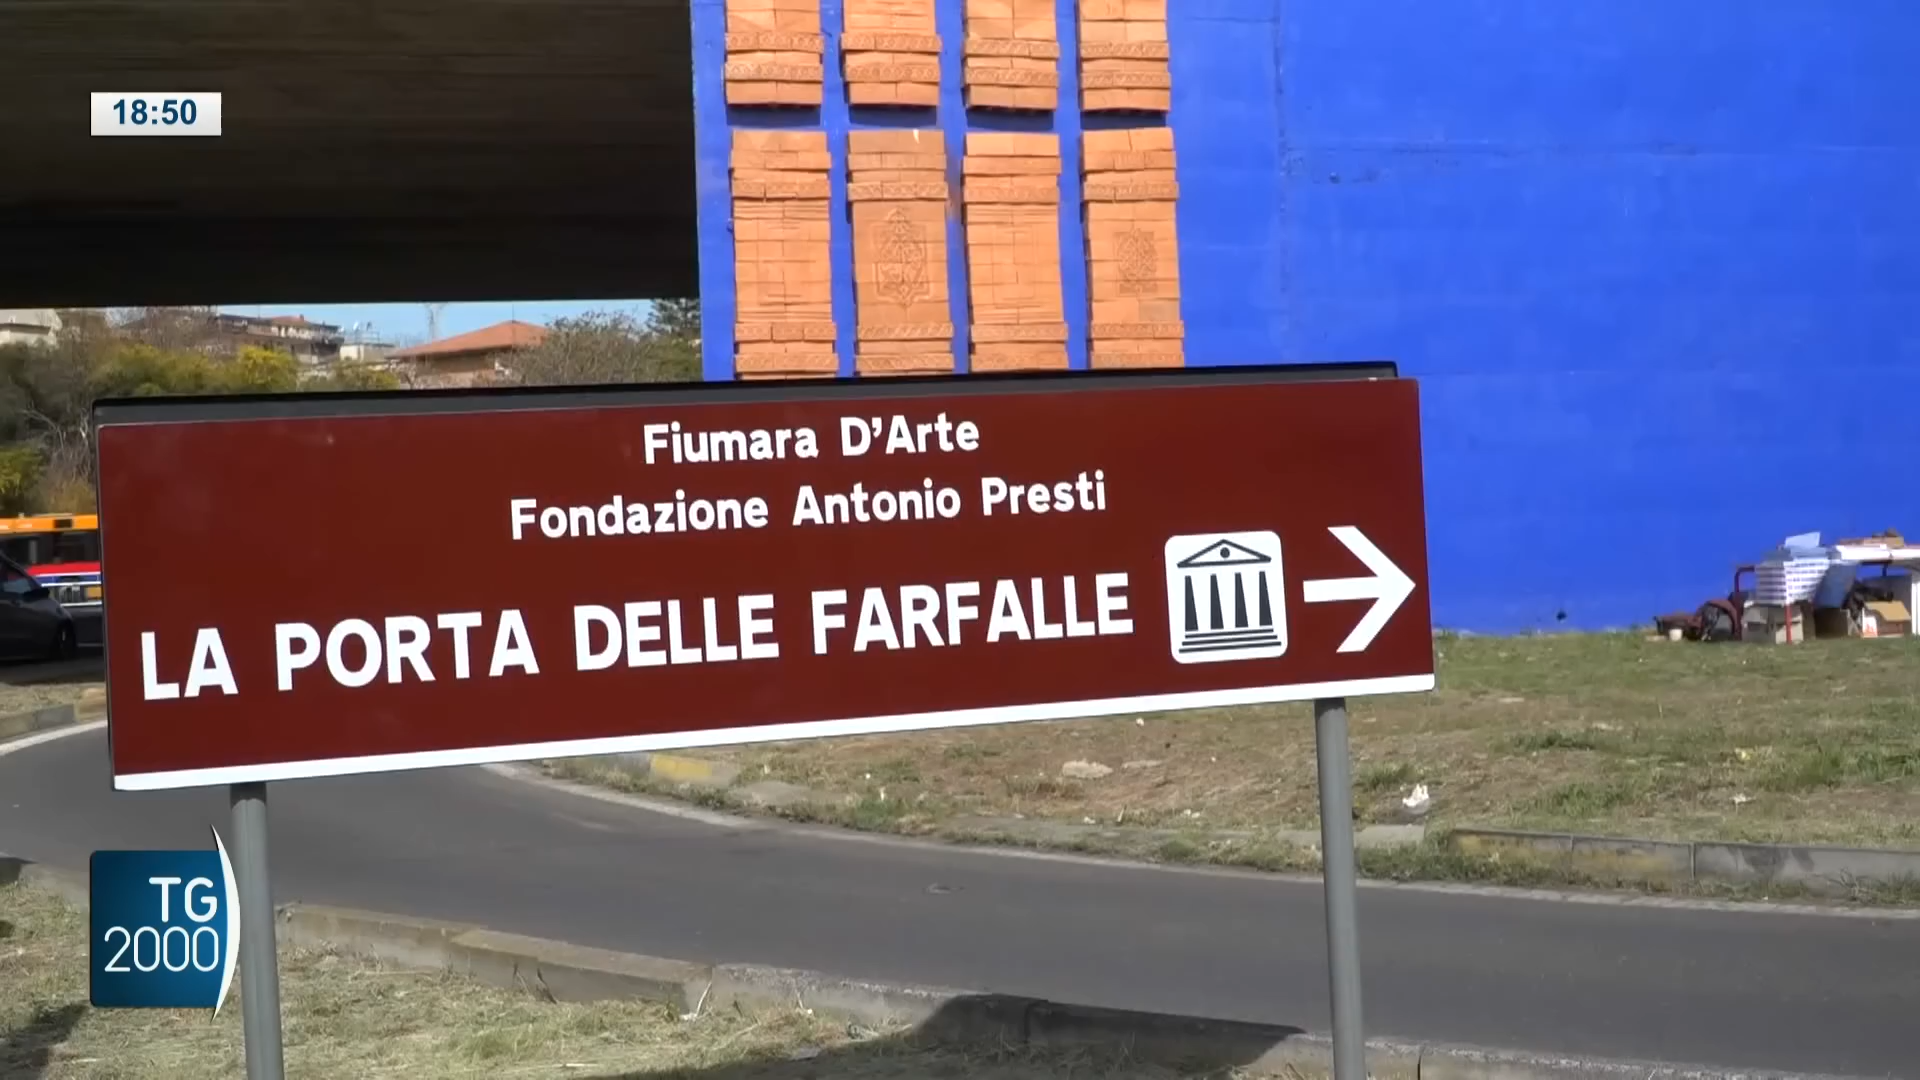 18:50
Fiumara D'Arte
Fondazione Antonio Presti
LA PORTA DELLE FARFALLE
TG
2000